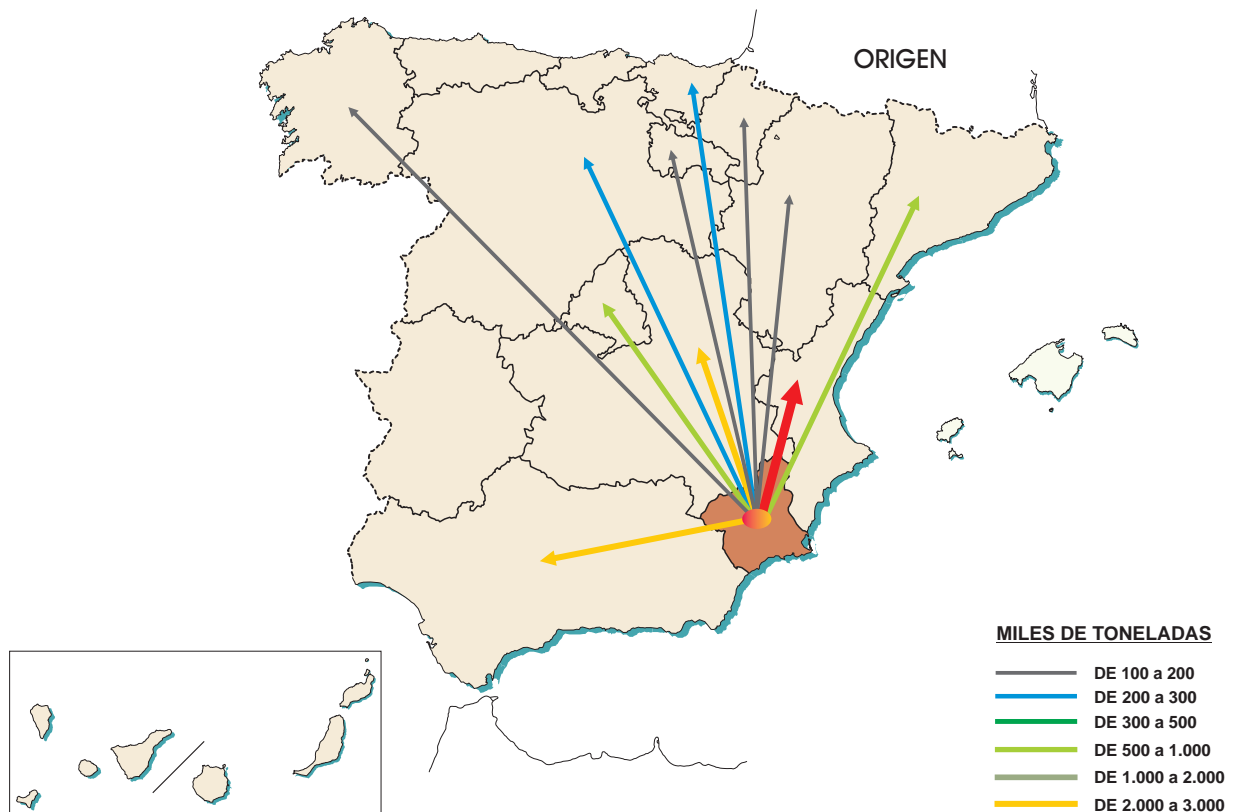 ORIGEN
MILES DE TONELADAS
DE 100 a 200
DE 200 a 300
DE 300 a 500
DE 500 a 1.000
DE 1.000 a 2.000
DE 2.000 a 3.000